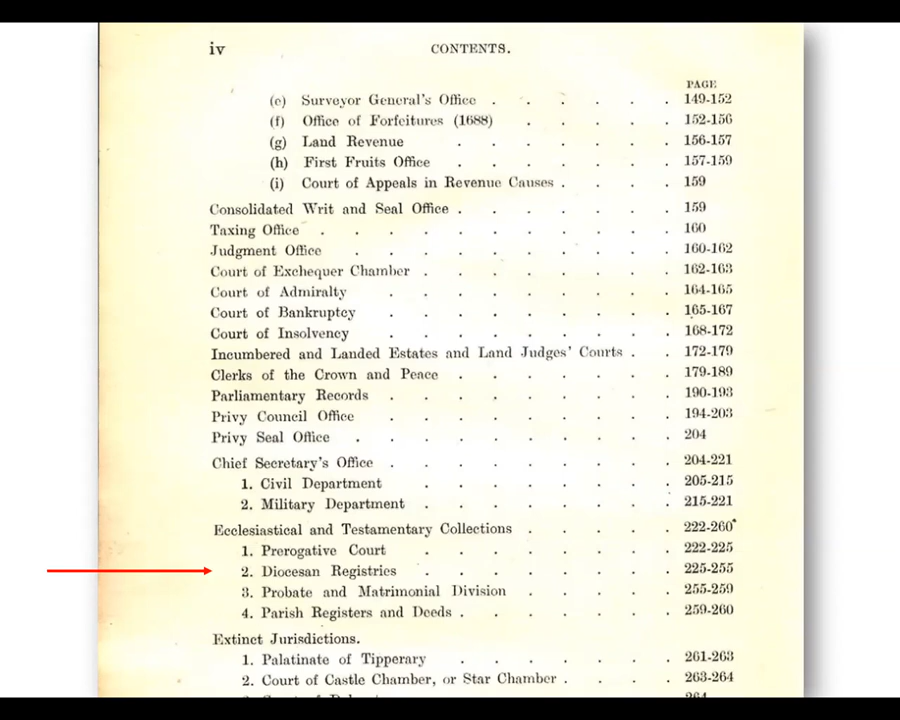 iv CONTENTS.
PAGE
(e) Surveyor General's Office . . . . . . 149-152
(f) Office of Forfeitures (1688) . . . . . 152-156
(g) Land Revenue . . . . . . 156-157
(h) First Fruits Office . . . . . . 157-159
(i) Court of Appeals in Revenue Causes . . . . 159
Consolidated Writ and Seal Office . . . . . . . 159
Taxing Office . . . . . . . . . 160
Judgment Office . . . . . . . . . 160-162
Court of Exchequer Chamber . . . . . . . . 162-163
Court of Admiralty . . . . . . . . 164-165
Court of Bankruptcy . . . . . . . . 165-167
Court of Insolvency . . . . . . . . 168-172
Incumbered and Landed Estates and Land Judges' Courts . . 172-179
Clerks of the Crown and Peace . . . . . . . 179-189
Parliamentary Records . . . . . . . . 190-193
Privy Council Office . . . . . . . . 194-203
Privy Seal Office . . . . . . . . . 204
Chief Secretary's Office . . . . . . . . 204-221
1. Civil Department . . . . . . . 205-215
2. Military Department . . . . . . . 215-221
Ecclesiastical and Testamentary Collections . . . . . 222-260
1. Prerogative Court . . . . . . . 222-225
2. Diocesan Registries . . . . . . . 225-255
3. Probate and Matrimonial Division . . . . . 255-259
4. Parish Registers and Deeds . . . . . . . 259-260
Extinct Jurisdictions.
1. Palatinate of Tipperary . . . . . . 261-263
2. Court of Castle Chamber, or Star Chamber . . . . 263-264